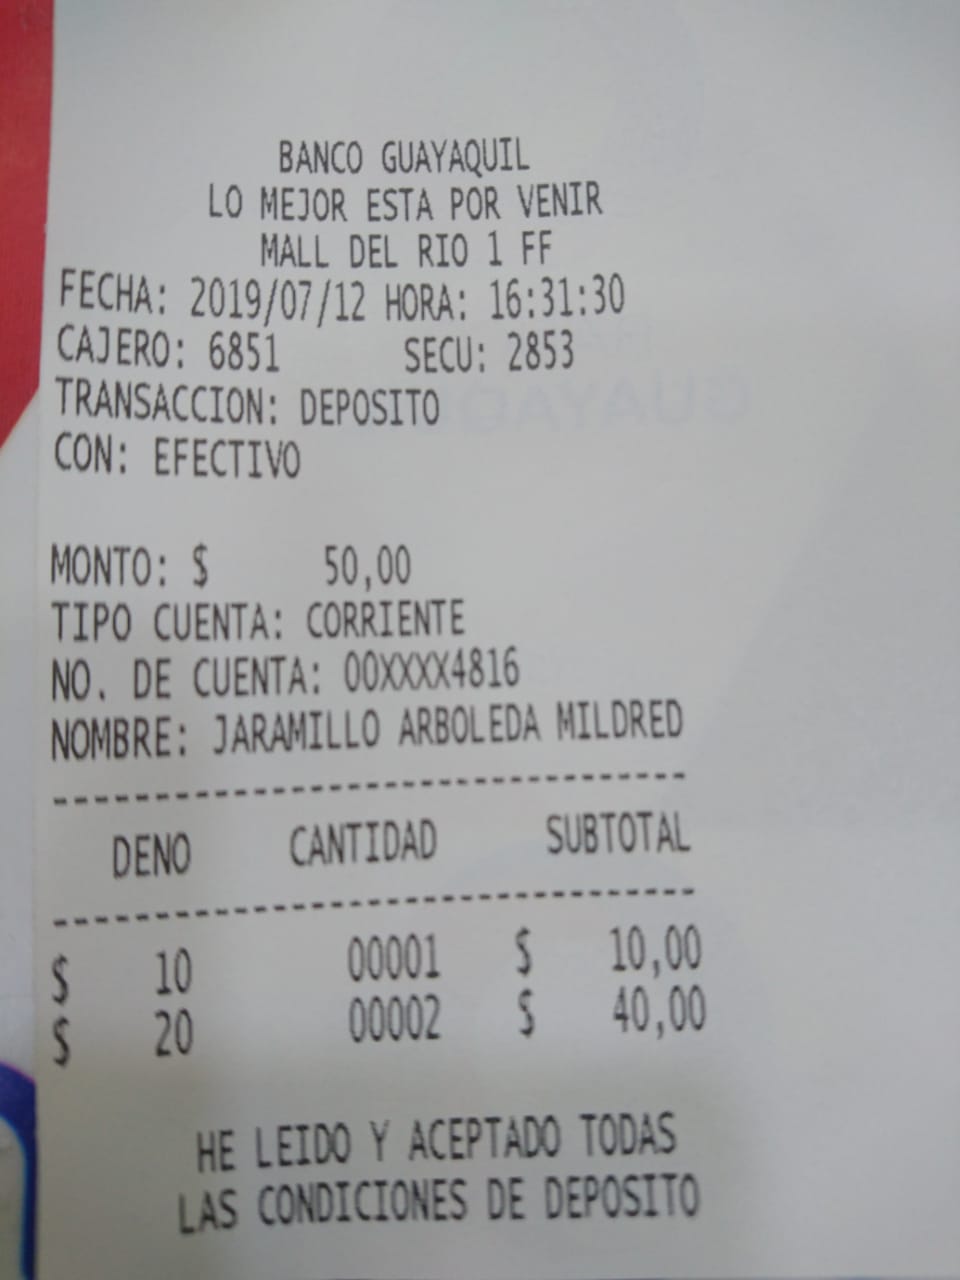 BANCO GUAYAQUIL
LO MEJOR ESTA POR VENIR
MALL DEL RIO 1 FF
FECHA: 2019/07/12 HORA: 16:31:30
CAJERO: 6851 SECU: 2853
TRANSACCION: DEPOSITO
CON: EFECTIVO
MONTO: $ 50,00
TIPO CUENTA: CORRIENTE
NO. DE CUENTA: 00XXXX4816
NOMBRE: JARAMILLO ARBOLEDA MILDRED
---------------------------------
DENO CANTIDAD SUBTOTAL
---------------------------------
$ 10 00001 $ 10,00
$ 20 00002 $ 40,00
HE LEIDO Y ACEPTADO TODAS
LAS CONDICIONES DE DEPOSITO